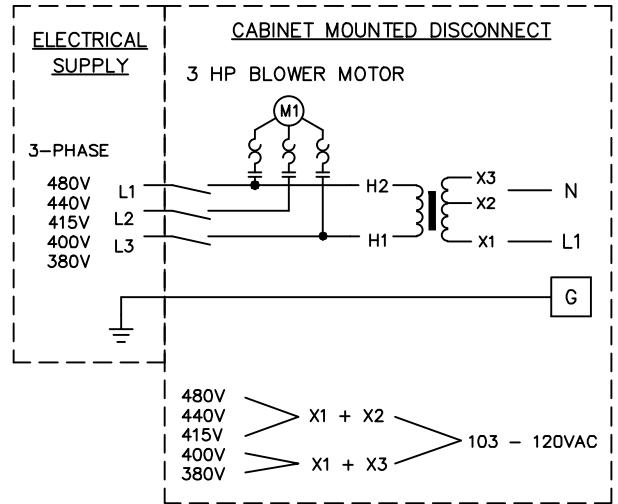 ELECTRICAL
SUPPLY
CABINET MOUNTED DISCONNECT
3 HP BLOWER MOTOR
M1
3-PHASE
480V
440V
415V
400V
380V
L1
L2
L3
H2
H1
X3
X2
X1
N
L1
G
480V
440V
415V
400V
380V
X1 + X2
X1 + X3
103 - 120VAC